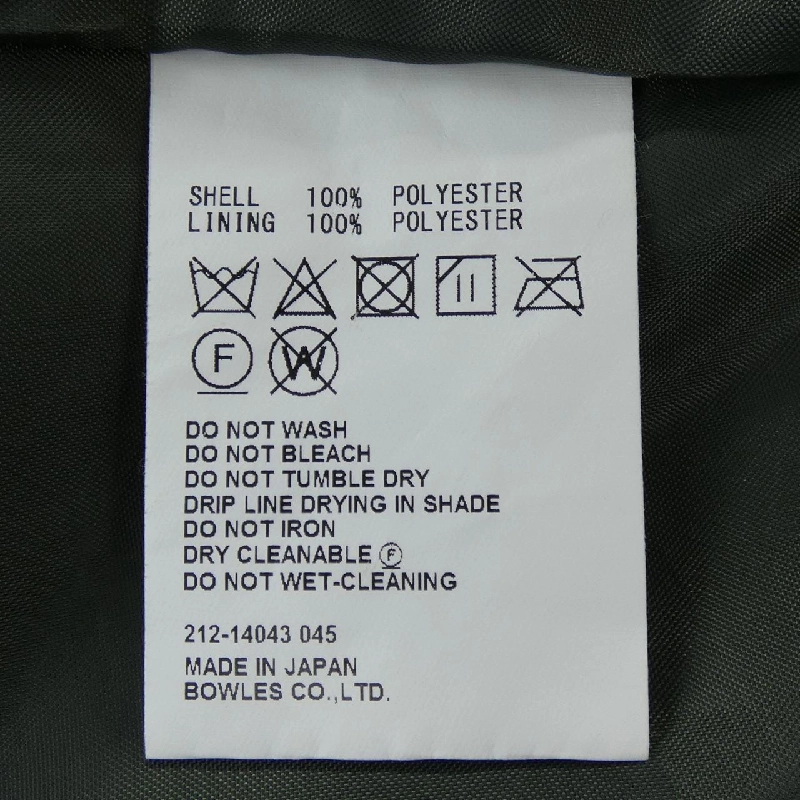 SHELL 100% POLYESTER
LINING 100% POLYESTER
F W
DO NOT WASH
DO NOT BLEACH
DO NOT TUMBLE DRY
DRIP LINE DRYING IN SHADE
DO NOT IRON
DRY CLEANABLE Ⓕ
DO NOT WET-CLEANING
212-14043 045
MADE IN JAPAN
BOWLES CO.,LTD.